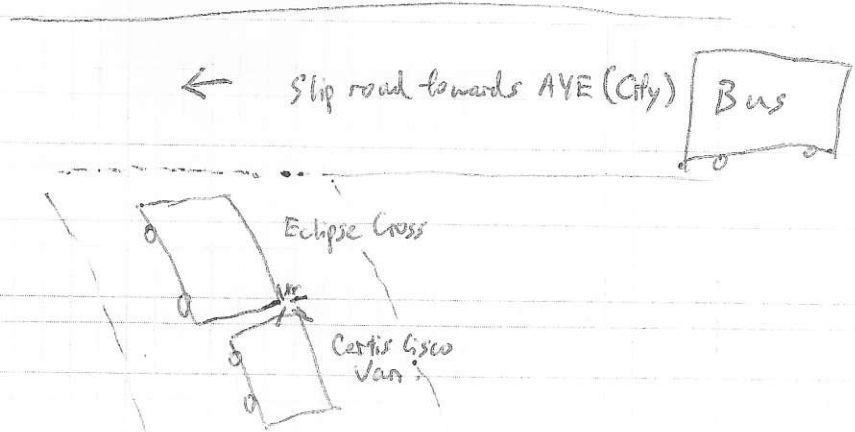 ← Slip road towards AYE (City)
Bus
Eclipse Cross
Certis Cisco
Van